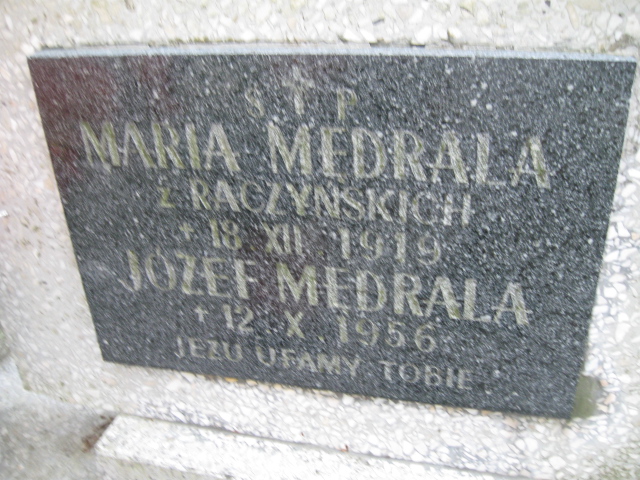 Ś † P
MARIA MĘDRALA
Z RACZYŃSKICH
+ 18 XII 1919
JÓZEF MĘDRALA
+ 12 X 1956
JEZU UFAMY TOBIE